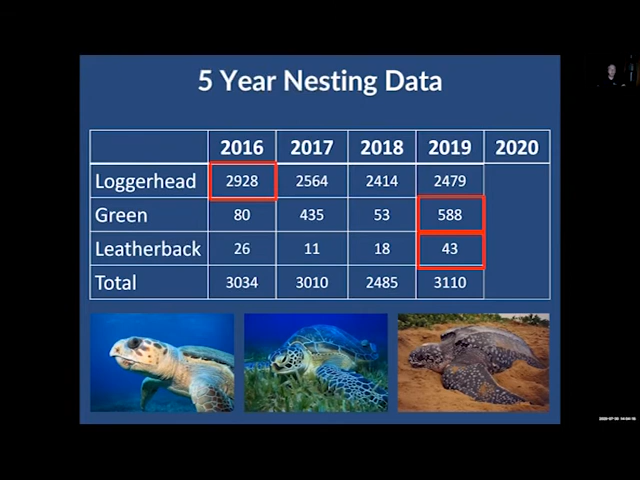 5 Year Nesting Data
2016 2017 2018 2019 2020
Loggerhead 2928 2564 2414 2479
Green 80 435 53 588
Leatherback 26 11 18 43
Total 3034 3010 2485 3110